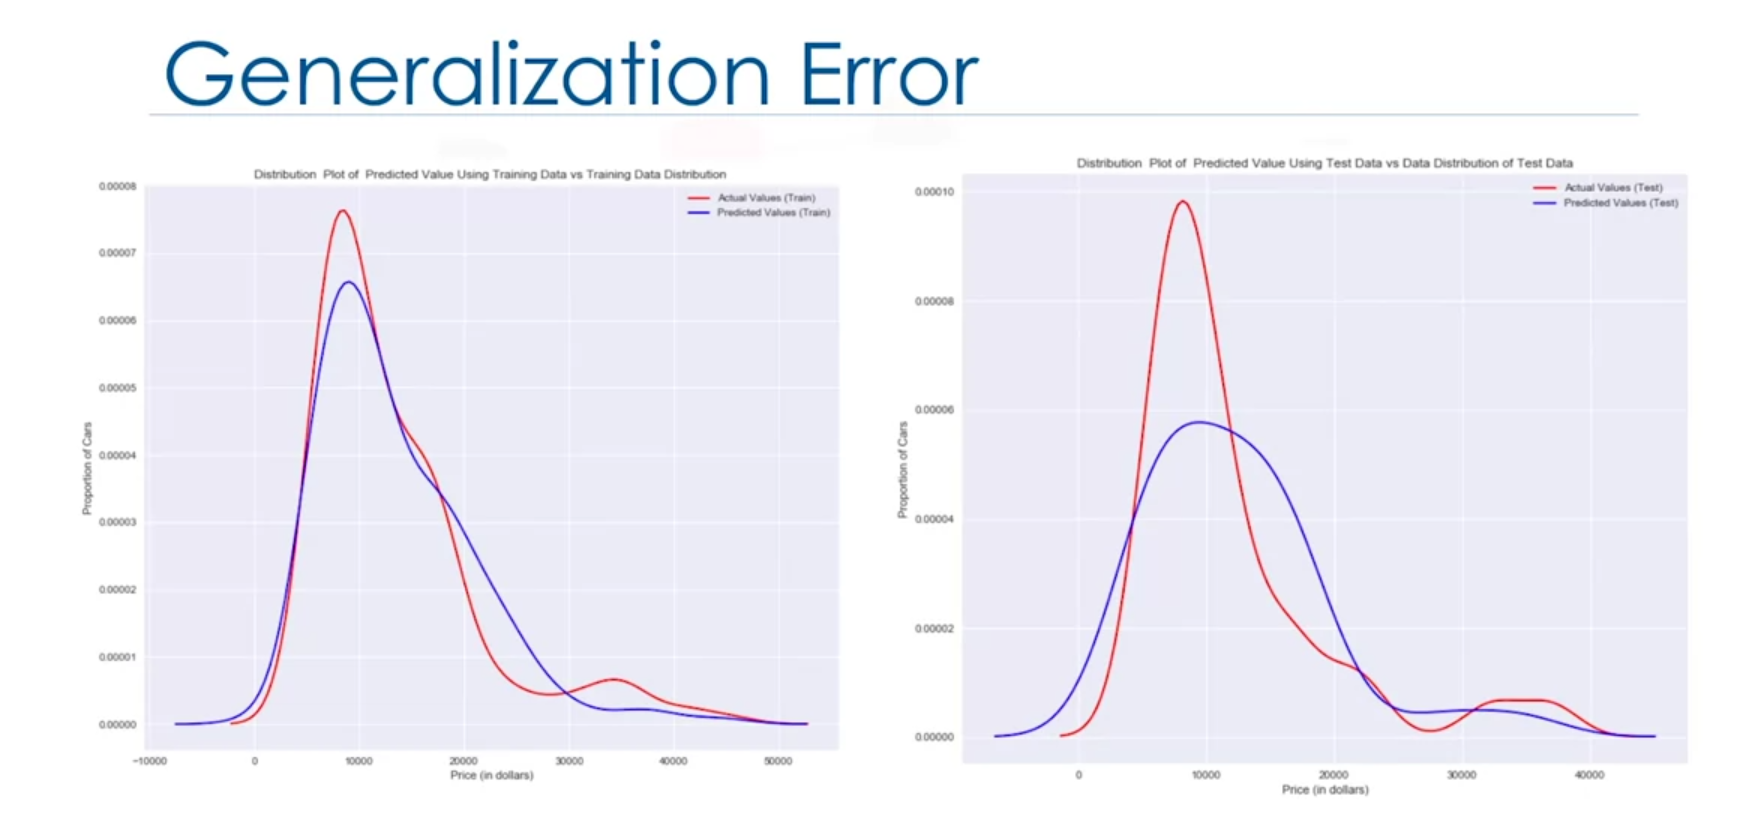 Generalization Error
Distribution Plot of Predicted Value Using Training Data vs Training Data Distribution
Actual Values (Train)
Predicted Values (Train)
0.00008
0.00007
0.00006
0.00005
0.00004
0.00003
0.00002
0.00001
0.00000
Proportion of Cars
−10000 0 10000 20000 30000 40000 50000
Price (in dollars)
Distribution Plot of Predicted Value Using Test Data vs Data Distribution of Test Data
Actual Values (Test)
Predicted Values (Test)
0.00010
0.00008
0.00006
0.00004
0.00002
0.00000
Proportion of Cars
0 10000 20000 30000 40000
Price (in dollars)